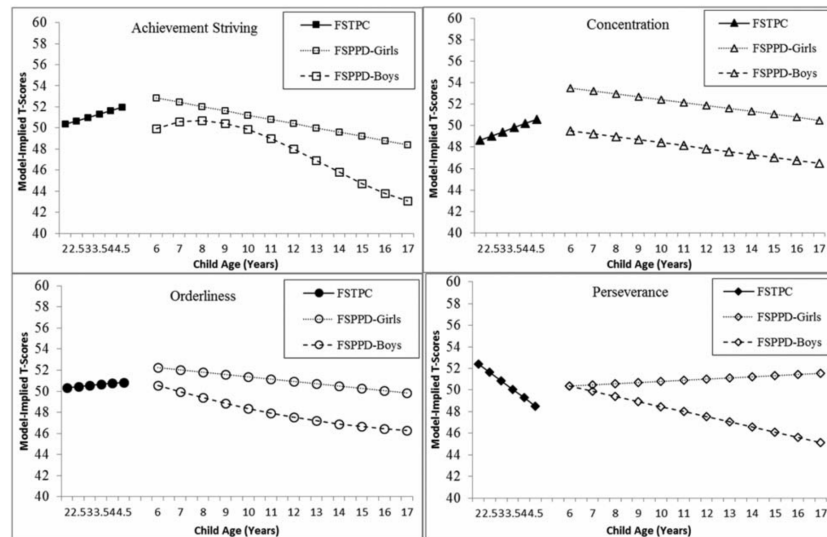 Achievement Striving
FSTPC
FSPPD-Girls
FSPPD-Boys
Model-Implied T-Scores
60
58
56
54
52
50
48
46
44
42
40
22.533.544.5 6 7 8 9 10 11 12 13 14 15 16 17
Child Age (Years)
Concentration
FSTPC
FSPPD-Girls
FSPPD-Boys
Model-Implied T-Scores
60
58
56
54
52
50
48
46
44
42
40
22.533.544.5 6 7 8 9 10 11 12 13 14 15 16 17
Child Age (Years)
Orderliness
FSTPC
FSPPD-Girls
FSPPD-Boys
Model-Implied T-Scores
60
58
56
54
52
50
48
46
44
42
40
22.533.544.5 6 7 8 9 10 11 12 13 14 15 16 17
Child Age (Years)
Perseverance
FSTPC
FSPPD-Girls
FSPPD-Boys
Model-Implied T-Scores
60
58
56
54
52
50
48
46
44
42
40
22.533.544.5 6 7 8 9 10 11 12 13 14 15 16 17
Child Age (Years)